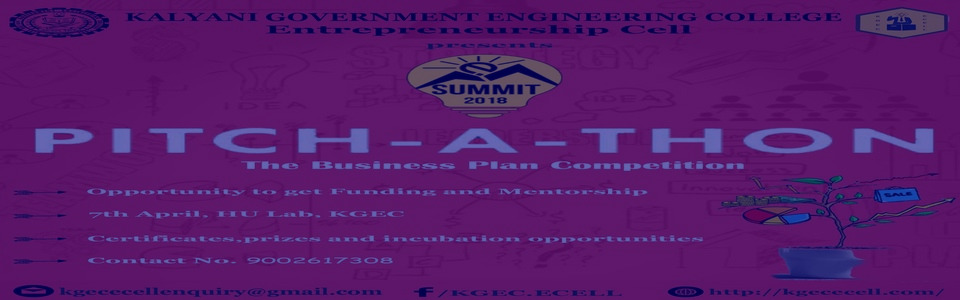 KALYANI GOVERNMENT ENGINEERING COLLEGE
Entrepreneurship Cell
presents
SUMMIT
2018
PITCH-A-THON
The Business Plan Competition
Opportunity to get Funding and Mentorship
7th April, HU Lab, KGEC
SALE
Certificates,prizes and incubation opportunities
Contact No. 9002617308
kgececellenquiry@gmail.com
/KGEC.ECELL
http://kgececell.com/